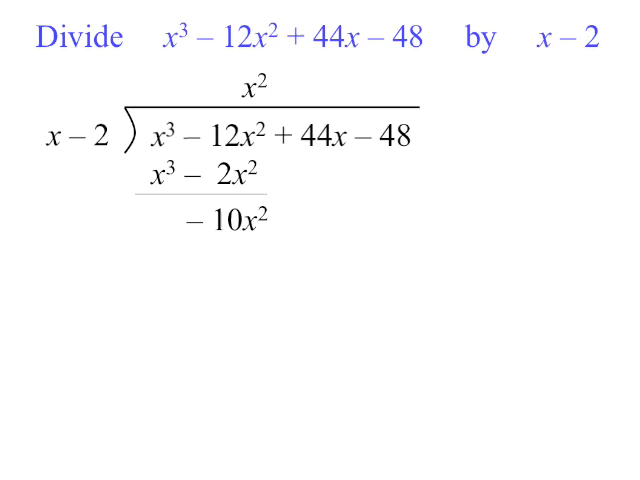 Divide x³ – 12x² + 44x – 48 by x – 2
x²
x – 2 ) x³ – 12x² + 44x – 48
x³ – 2x²
– 10x²